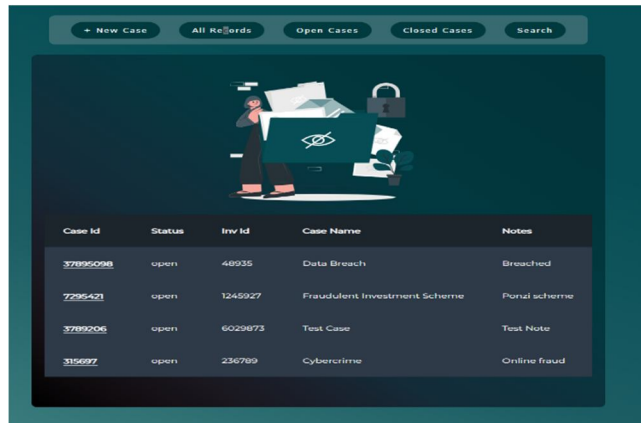 + New Case All Records Open Cases Closed Cases Search
Case Id Status Inv Id Case Name Notes
37895098 open 48935 Data Breach Breached
7295421 open 1245927 Fraudulent Investment Scheme Ponzi scheme
3789206 open 6029873 Test Case Test Note
315697 open 236789 Cybercrime Online fraud